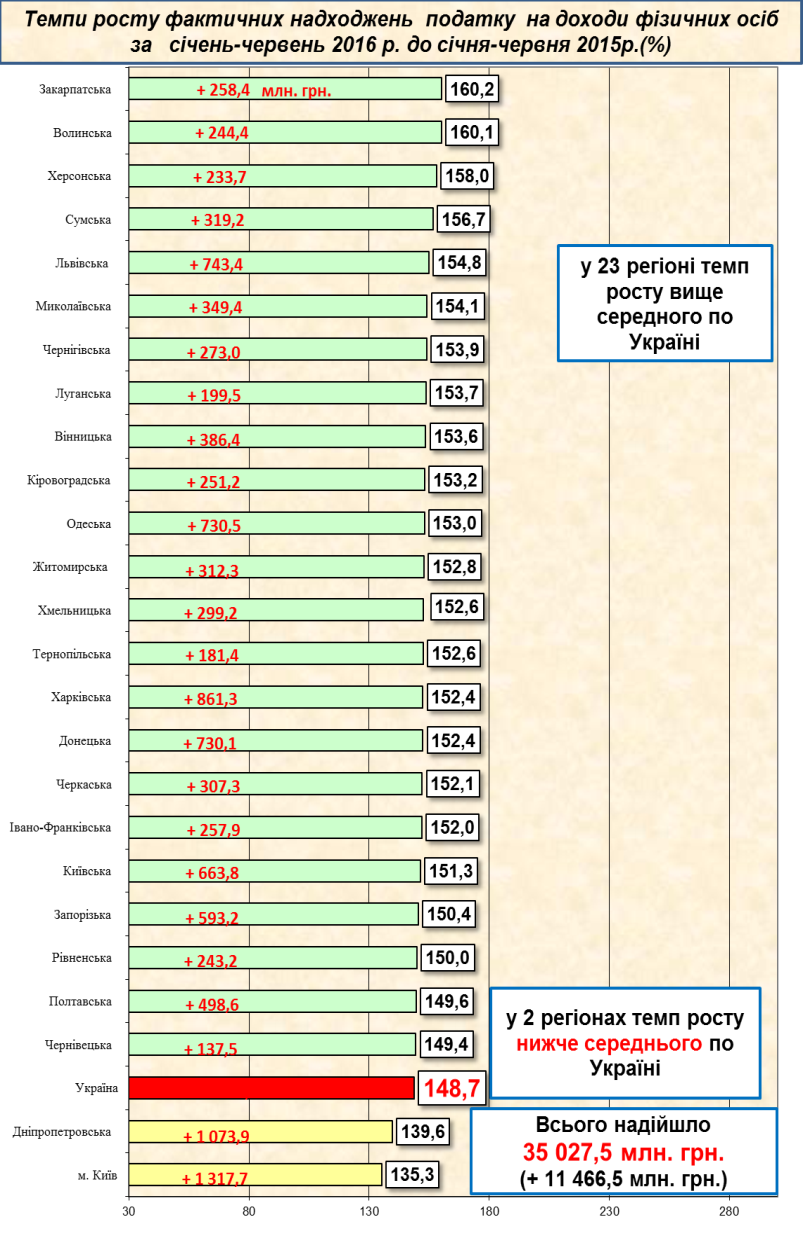 Темпи росту фактичних надходжень податку на доходи фізичних осіб
за січень-червень 2016 р. до січня-червня 2015р.(%)
Закарпатська + 258,4 млн. грн. 160,2
Волинська + 244,4 160,1
Херсонська + 233,7 158,0
Сумська + 319,2 156,7
Львівська + 743,4 154,8
у 23 регіоні темп
росту вище
середного по
Україні
Миколаївська + 349,4 154,1
Чернігівська + 273,0 153,9
Луганська + 199,5 153,7
Вінницька + 386,4 153,6
Кіровоградська + 251,2 153,2
Одеська + 730,5 153,0
Житомирська + 312,3 152,8
Хмельницька + 299,2 152,6
Тернопільська + 181,4 152,6
Харківська + 861,3 152,4
Донецька + 730,1 152,4
Черкаська + 307,3 152,1
Івано-Франківська + 257,9 152,0
Київська + 663,8 151,3
Запорізька + 593,2 150,4
Рівненська + 243,2 150,0
Полтавська + 498,6 149,6
Чернівецька + 137,5 149,4
у 2 регіонах темп росту
нижче середнього по
Україні
Україна 148,7
Дніпропетровська + 1 073,9 139,6
м. Київ + 1 317,7 135,3
Всього надійшло
35 027,5 млн. грн.
(+ 11 466,5 млн. грн.)
30 80 130 180 230 280